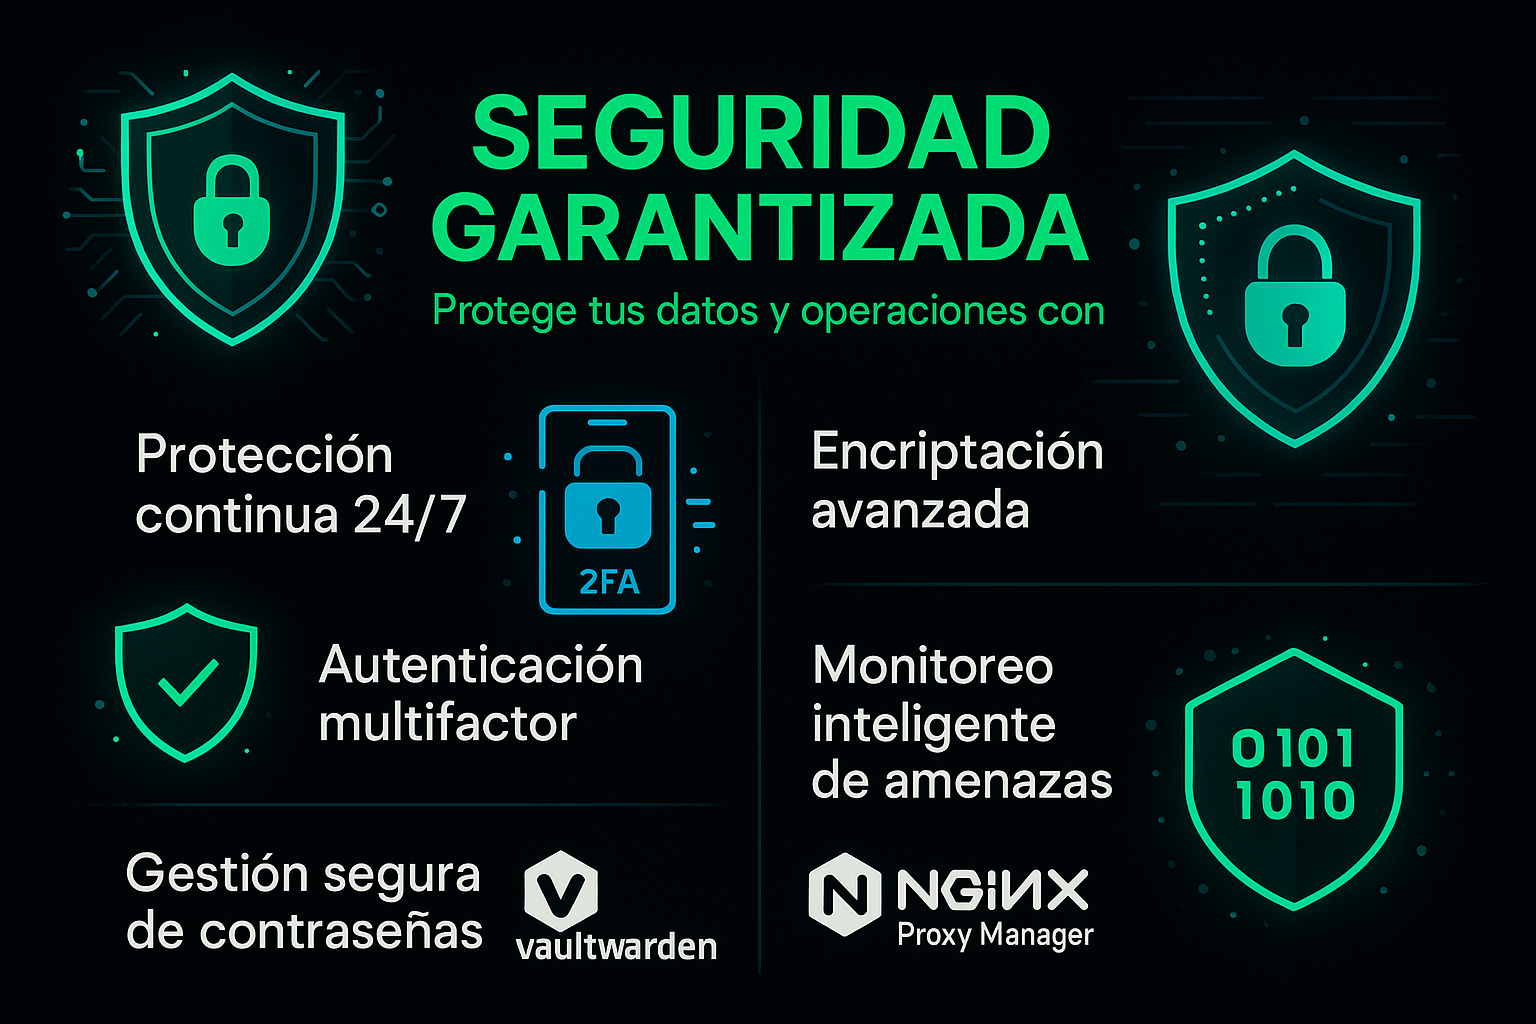 SEGURIDAD
GARANTIZADA
Protege tus datos y operaciones con
Protección
continua 24/7
2FA
Autenticación
multifactor
Gestión segura
de contraseñas
V
vaultwarden
Encriptación
avanzada
Monitoreo
inteligente
de amenazas
0101
1010
N NGiNX
Proxy Manager